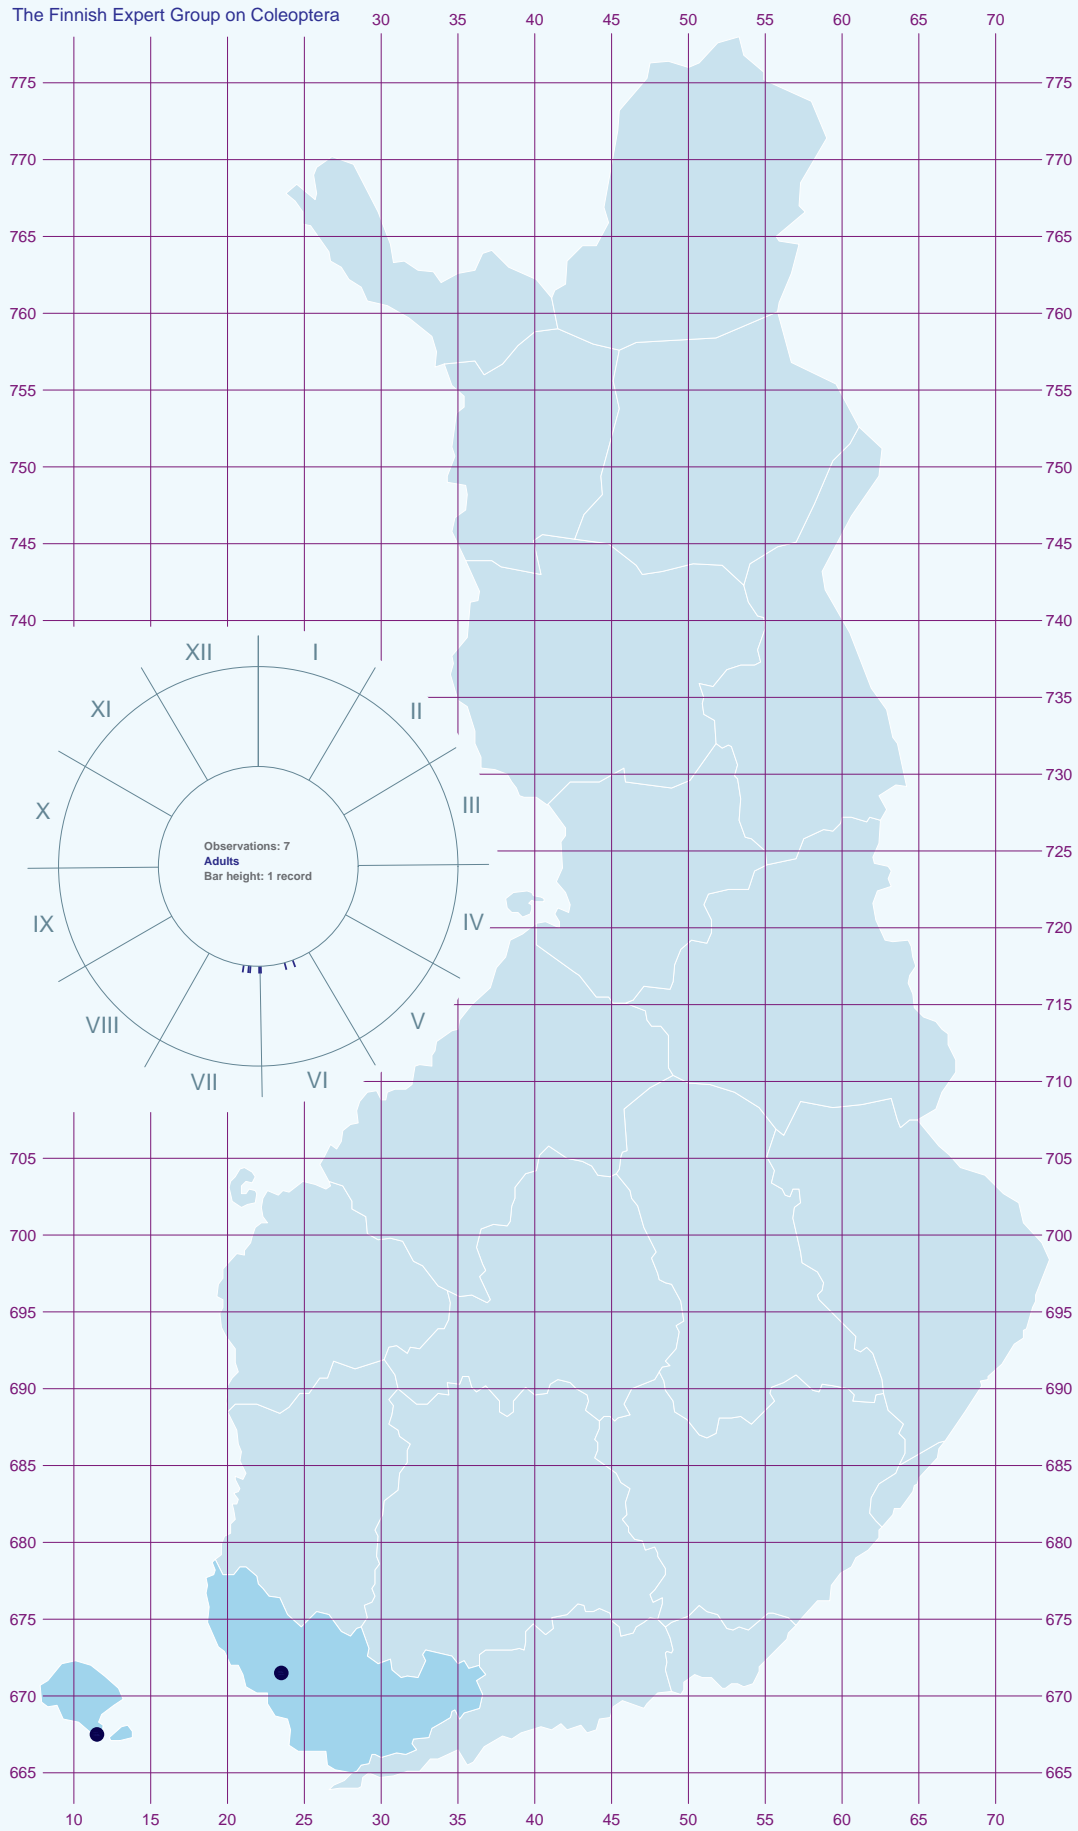 The Finnish Expert Group on Coleoptera
30 35 40 45 50 55 60 65 70
775 775
770 770
765 765
760 760
755 755
750 750
745 745
740 740
XII I
XI II
735
730
X III
Observations: 7
Adults
Bar height: 1 record
725
IX IV
720
VIII V
715
VII VI
710
705 705
700 700
695 695
690 690
685 685
680 680
675 675
670 670
665 665
10 15 20 25 30 35 40 45 50 55 60 65 70